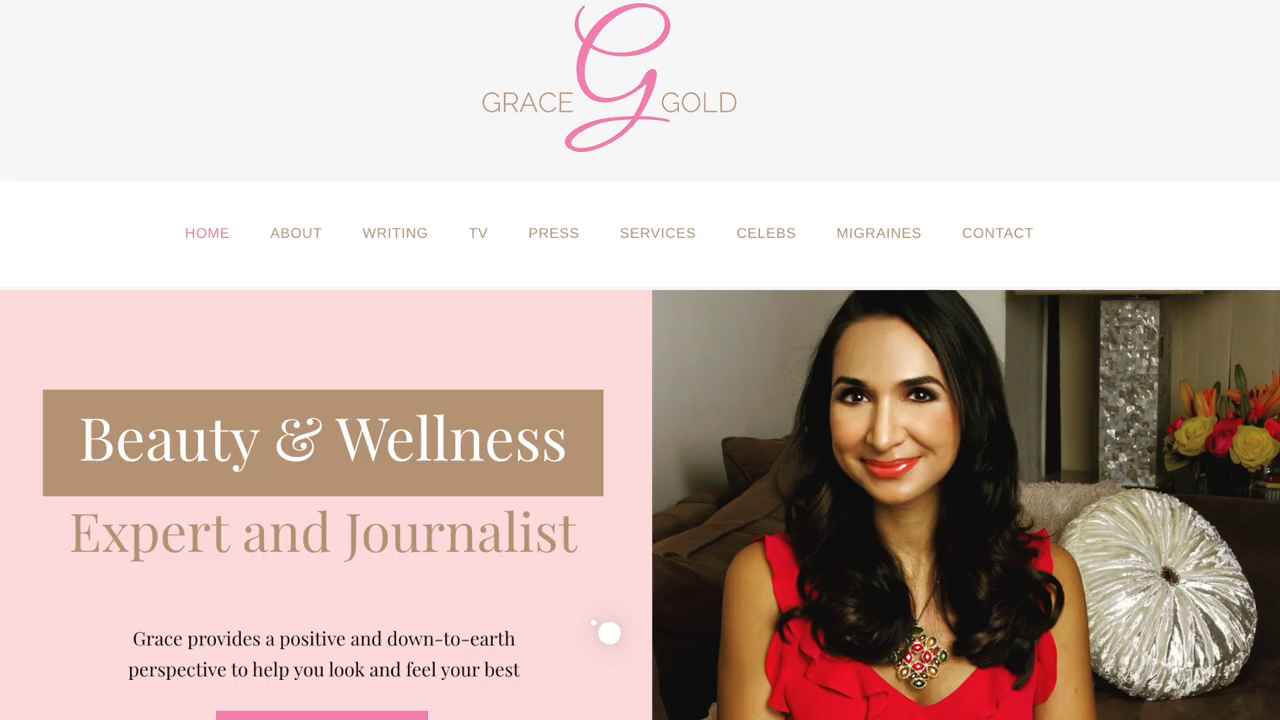 GRACE G GOLD
HOME ABOUT WRITING TV PRESS SERVICES CELEBS MIGRAINES CONTACT
Beauty & Wellness
Expert and Journalist
Grace provides a positive and down-to-earth
perspective to help you look and feel your best